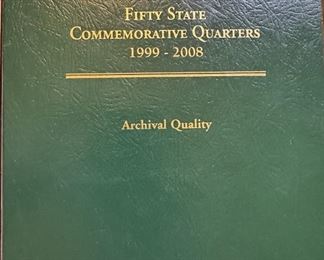 Fifty State
Commemorative Quarters
1999 - 2008
Archival Quality